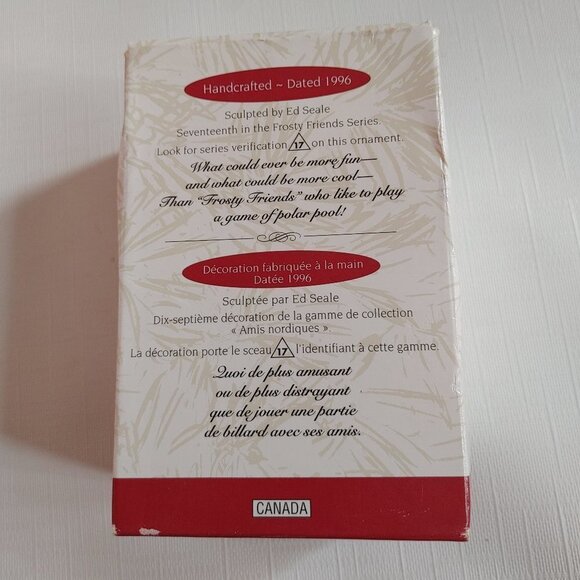 Handcrafted ~ Dated 1996
Sculpted by Ed Seale
Seventeenth in the Frosty Friends Series.
Look for series verification 17 on this ornament.
What could ever be more fun—
and what could be more cool—
Than "Frosty Friends" who like to play
a game of polar pool!
Décoration fabriquée à la main
Datée 1996
Sculptée par Ed Seale
Dix-septième décoration de la gamme de collection
« Amis nordiques ».
La décoration porte le sceau 17 l'identifiant à cette gamme.
Quoi de plus amusant
ou de plus distrayant
que de jouer une partie
de billard avec ses amis.
CANADA